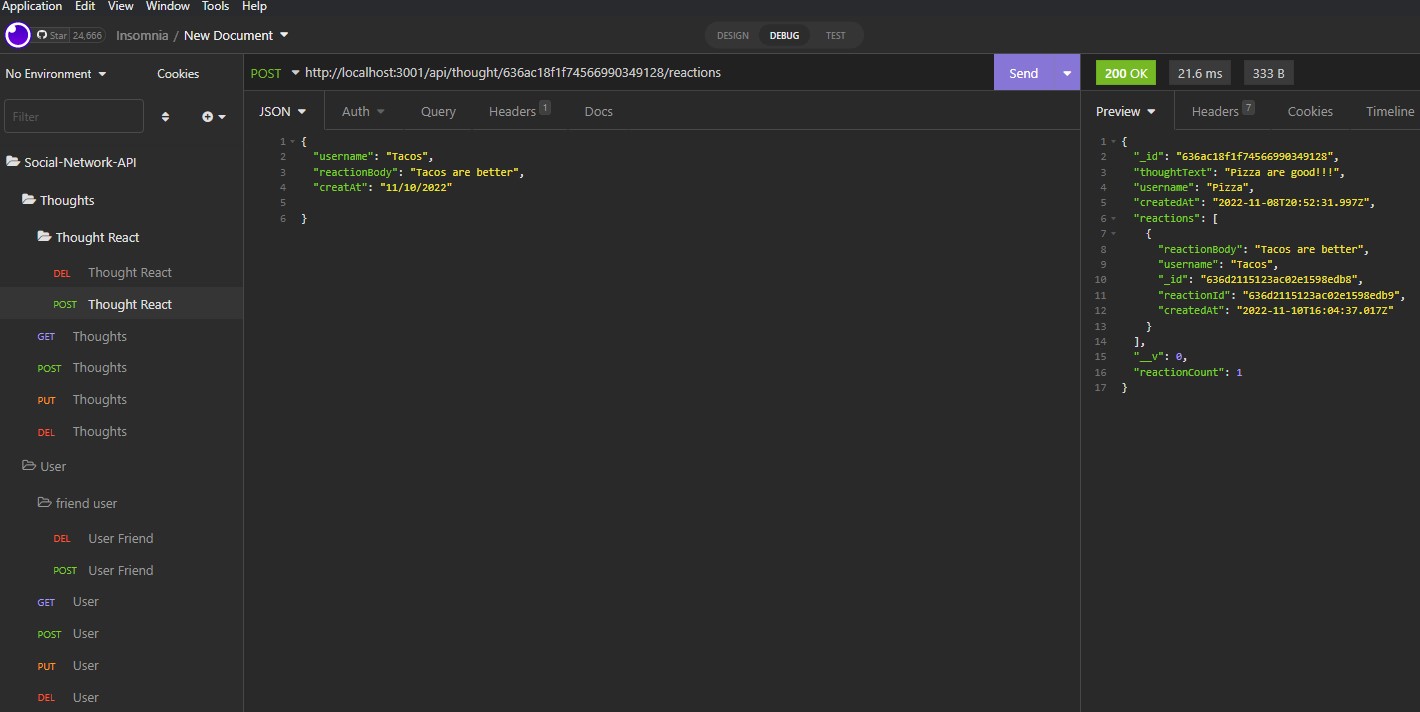 Application Edit View Window Tools Help
Star 24,666 Insomnia / New Document DESIGN DEBUG TEST
No Environment Cookies
Filter
Social-Network-API
Thoughts
Thought React
DEL Thought React
POST Thought React
GET Thoughts
POST Thoughts
PUT Thoughts
DEL Thoughts
User
friend user
DEL User Friend
POST User Friend
GET User
POST User
PUT User
DEL User
POST http://localhost:3001/api/thought/636ac18f1f74566990349128/reactions Send
JSON Auth Query Headers 1 Docs
1 {
2 "username": "Tacos",
3 "reactionBody": "Tacos are better",
4 "creatAt": "11/10/2022"
5
6 }
200 OK 21.6 ms 333 B
Preview Headers 7 Cookies Timeline
1 {
2 "_id": "636ac18f1f74566990349128",
3 "thoughtText": "Pizza are good!!!",
4 "username": "Pizza",
5 "createdAt": "2022-11-08T20:52:31.997Z",
6 "reactions": [
7 {
8 "reactionBody": "Tacos are better",
9 "username": "Tacos",
10 "_id": "636d2115123ac02e1598edb8",
11 "reactionId": "636d2115123ac02e1598edb9",
12 "createdAt": "2022-11-10T16:04:37.017Z"
13 }
14 ],
15 "__v": 0,
16 "reactionCount": 1
17 }